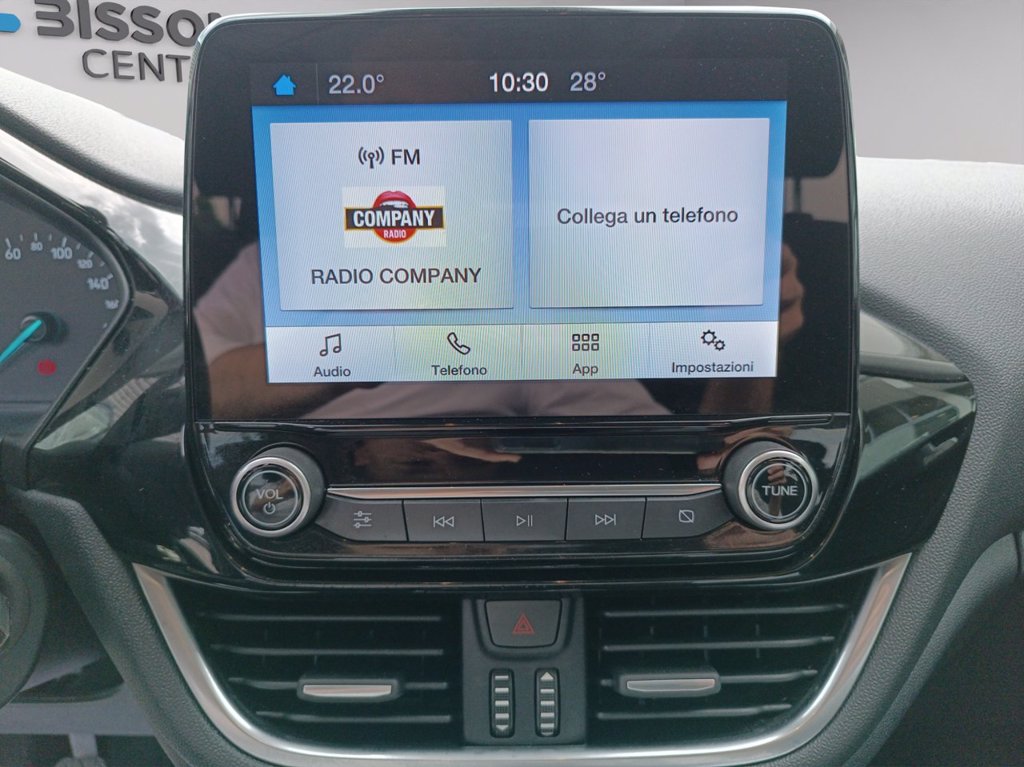 BISSON
CENT
22.0°
10:30
28°
FM
COMPANY
RADIO
RADIO COMPANY
Collega un telefono
Audio
Telefono
App
Impostazioni
60
80
100
120
140
VOL
TUNE